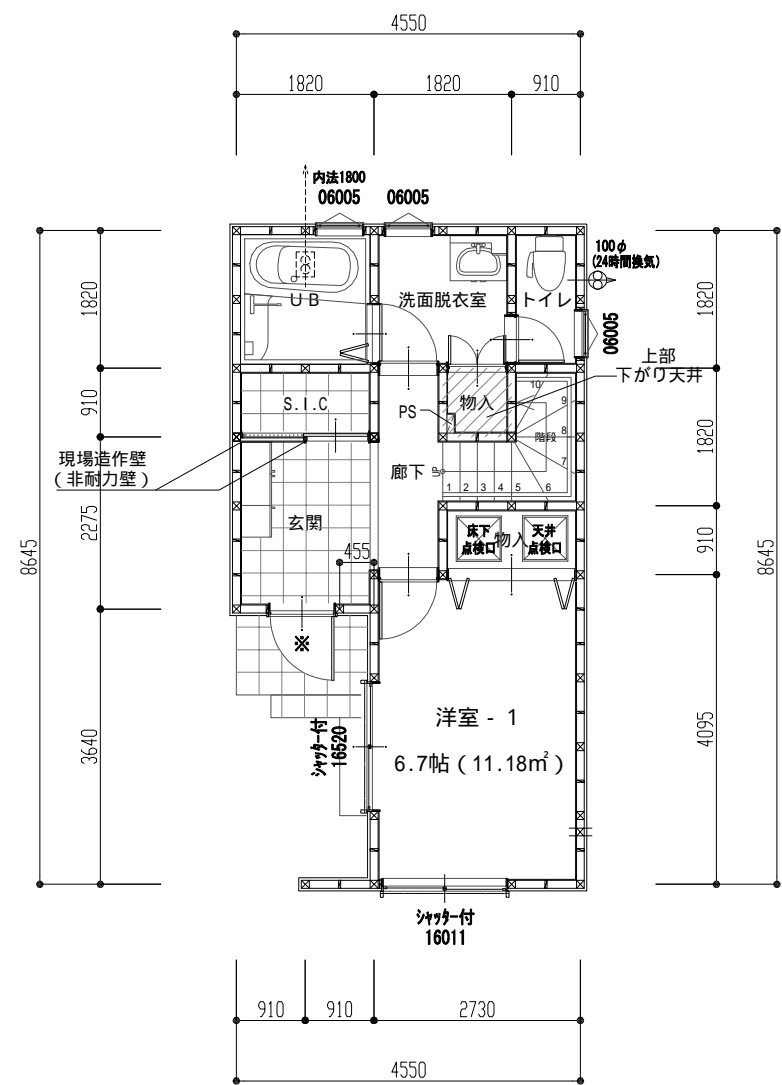 4550
1820
1820
910
内法1800
06005
06005
100φ
(24時間換気)
UB
洗面脱衣室
トイレ
06005
上部
下がり天井
1820
910
2275
3640
8645
1820
1820
910
4095
8645
S.I.C
PS
物入
10
9
階段
8
7
現場造作壁
(非耐力壁)
廊下
UP
1 2 3 4 5 6
玄関
455
床下
点検口
物入
天井
点検口
※
シャッター付
16520
洋室 - 1
6.7帖 (11.18㎡)
シャッター付
16011
910
910
2730
4550